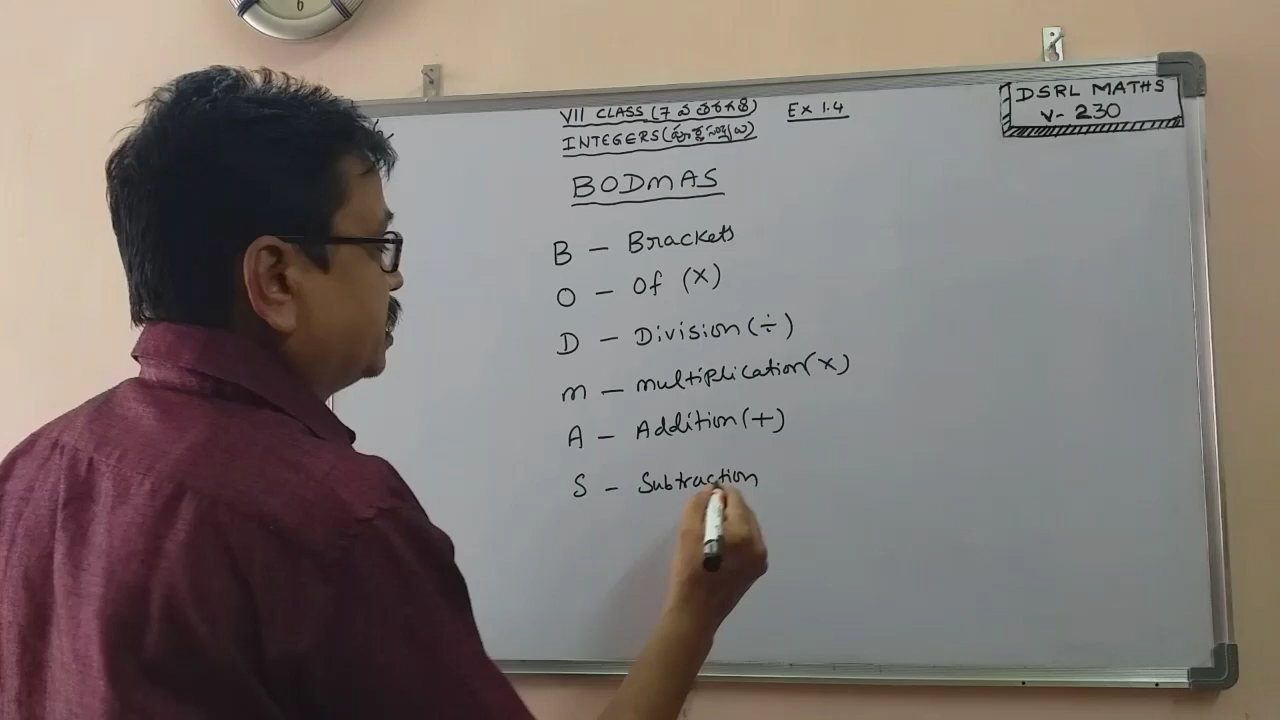 6
VII CLASS (7 వ తరగతి) Ex 1.4
INTEGERS (పూర్ణసంఖ్యలు)
DSRL MATHS
V- 230
BODMAS
B - Brackets
O - Of (×)
D - Division (÷)
M - Multiplication (×)
A - Addition (+)
S - Subtraction